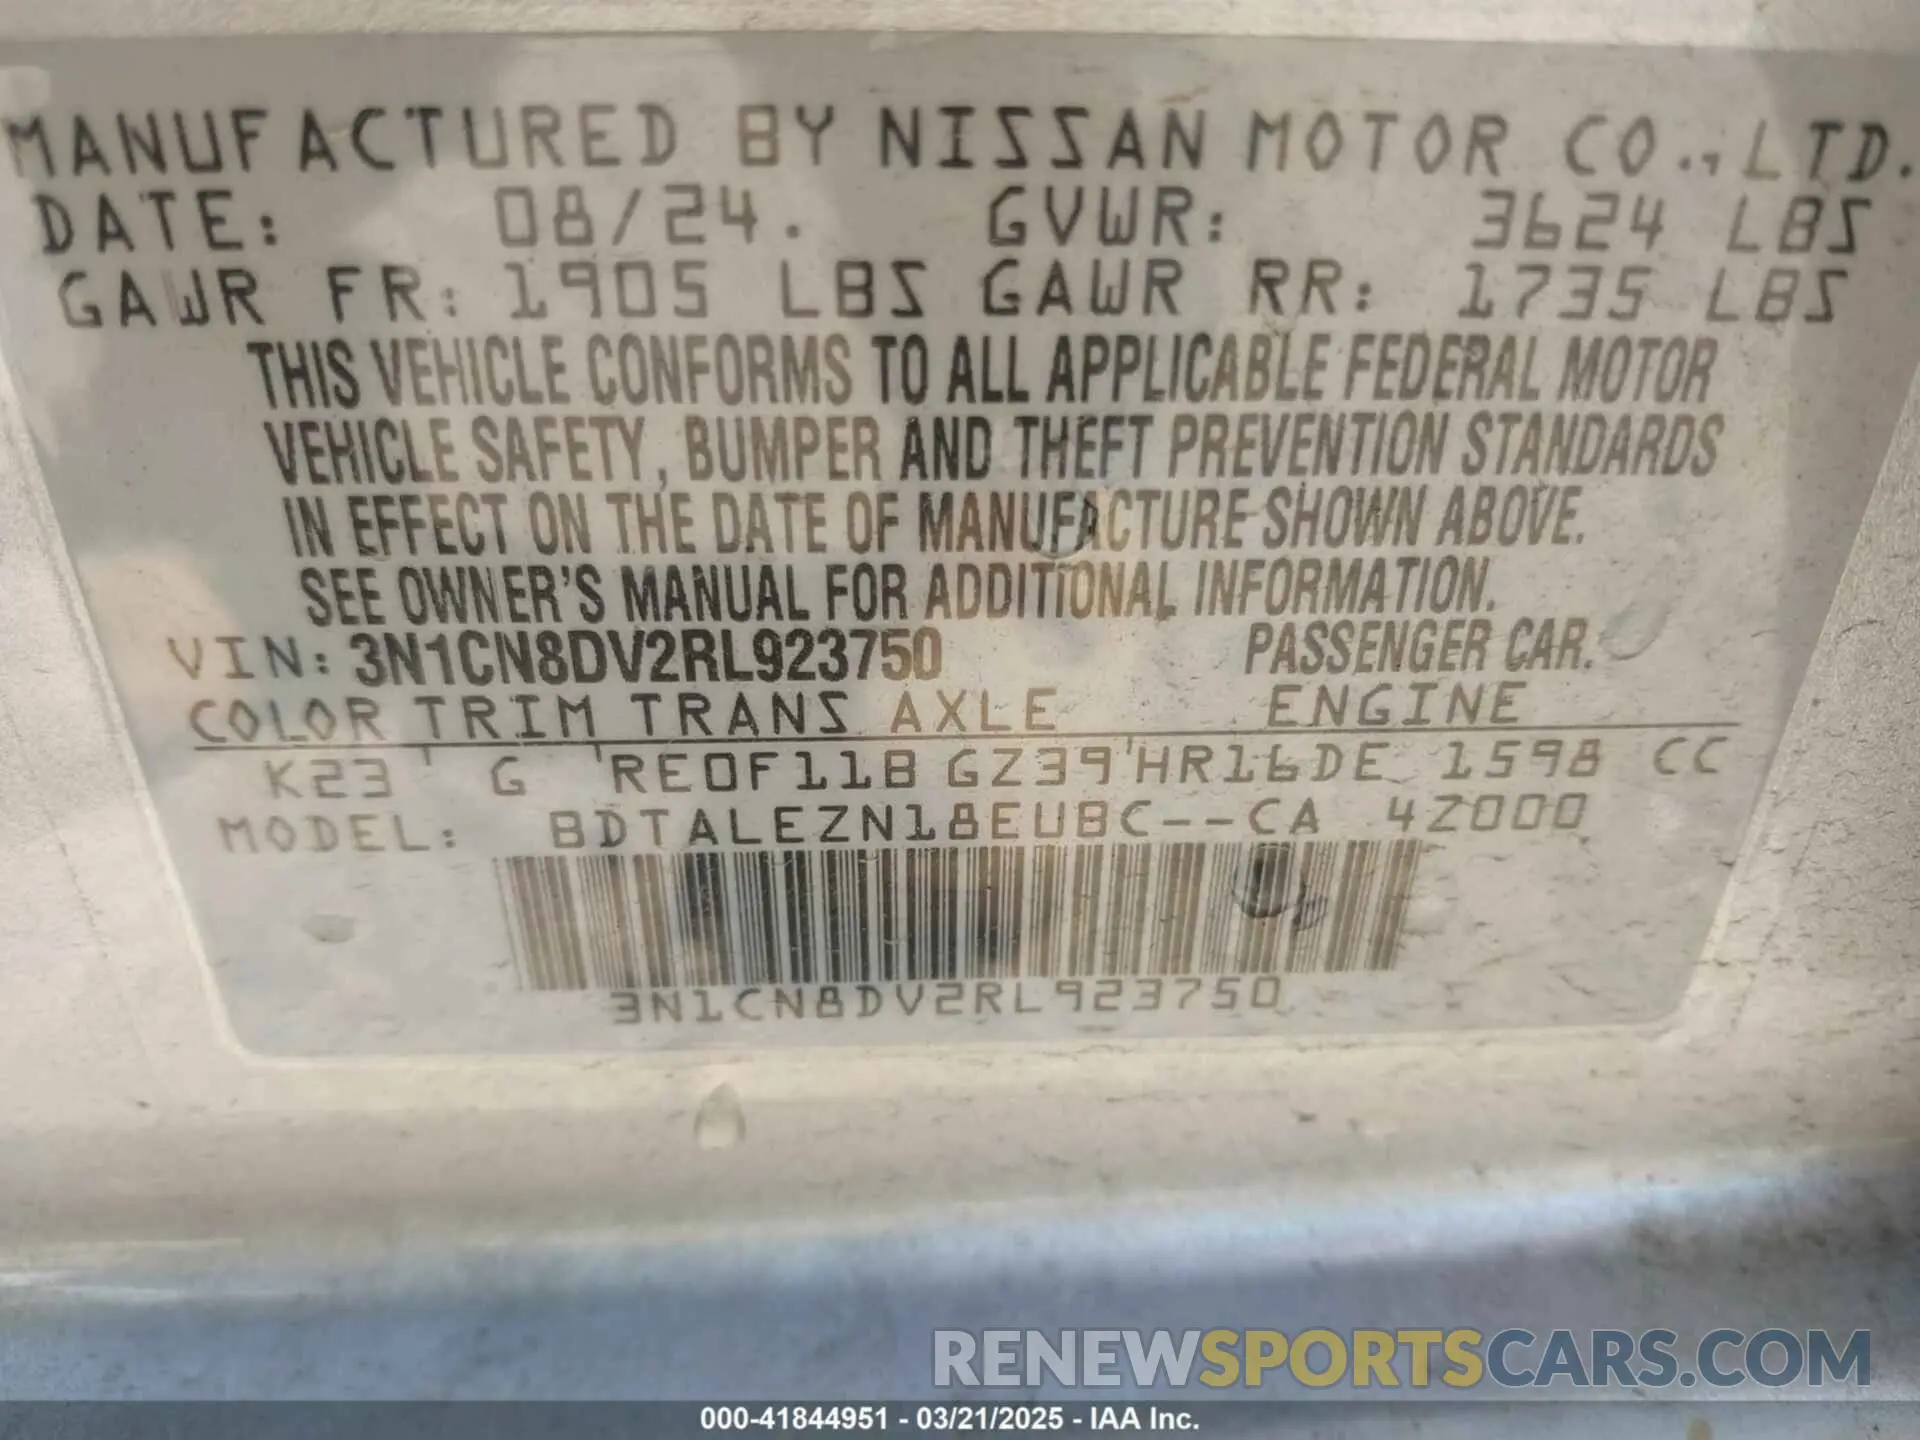 MANUFACTURED BY NISSAN MOTOR CO., LTD.
DATE: 08/24. GVWR: 3624 LBS
GAWR FR: 1905 LBS GAWR RR: 1735 LBS
THIS VEHICLE CONFORMS TO ALL APPLICABLE FEDERAL MOTOR
VEHICLE SAFETY, BUMPER AND THEFT PREVENTION STANDARDS
IN EFFECT ON THE DATE OF MANUFACTURE SHOWN ABOVE.
SEE OWNER'S MANUAL FOR ADDITIONAL INFORMATION.
VIN: 3N1CN8DV2RL923750 PASSENGER CAR.
COLOR TRIM TRANS AXLE ENGINE
K23 G RE0F11B GZ39 HR16DE 1598 CC
MODEL: BDTALEZN18EUBC--CA 4Z000
3N1CN8DV2RL923750
RENEWSPORTSCARS.COM
000-41844951 - 03/21/2025 - IAA Inc.